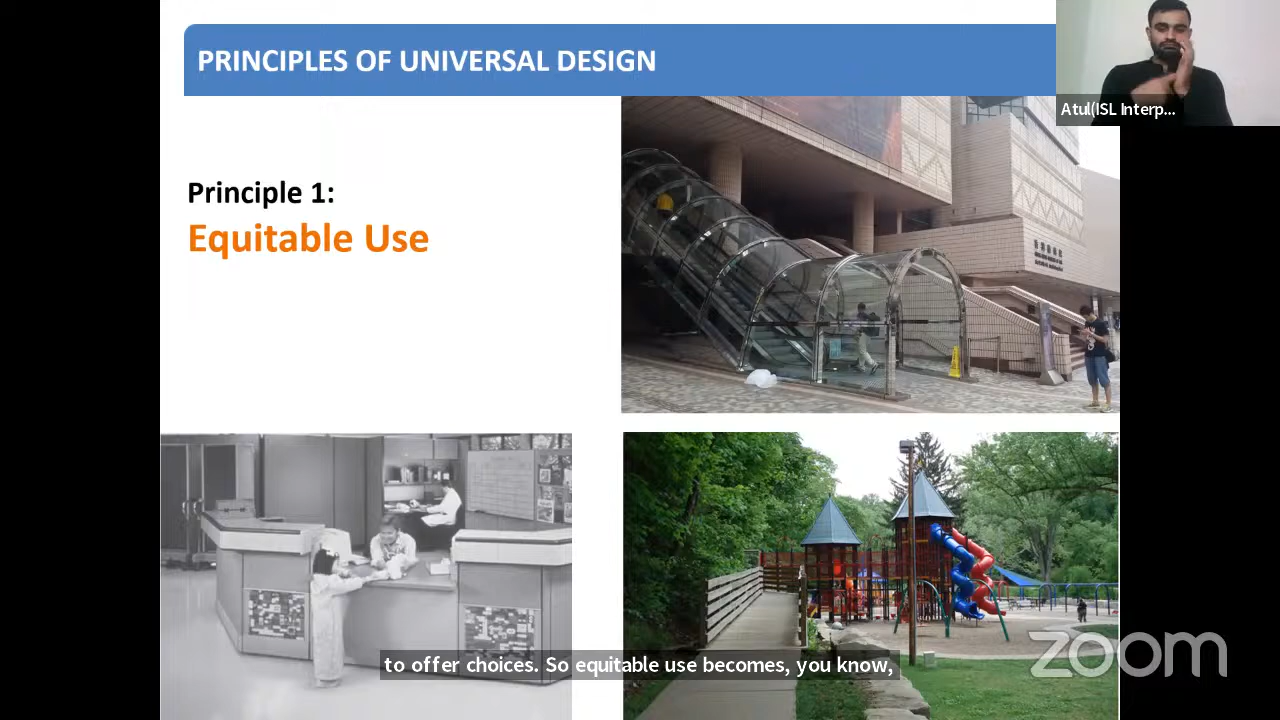 PRINCIPLES OF UNIVERSAL DESIGN
Atul(ISL Interp...
Principle 1:
Equitable Use
to offer choices. So equitable use becomes, you know,
zoom